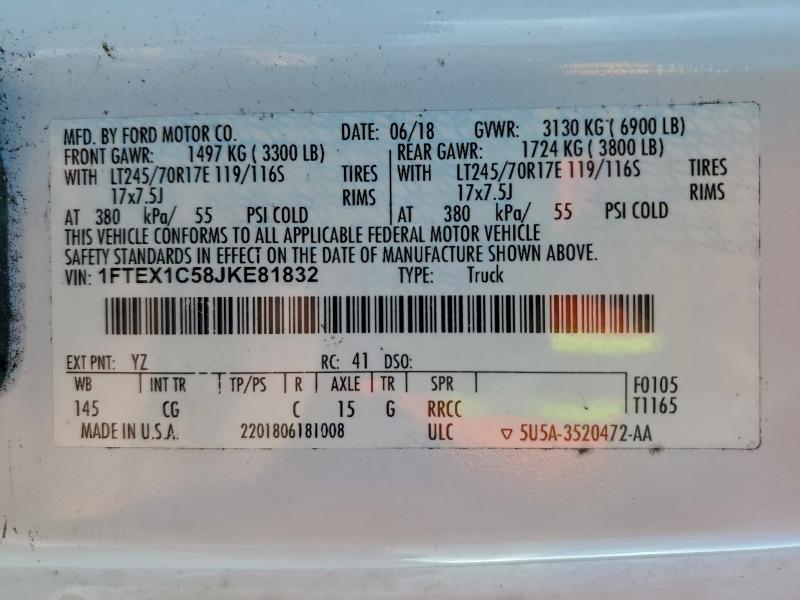 MFD. BY FORD MOTOR CO. DATE: 06/18 GVWR: 3130 KG ( 6900 LB)
FRONT GAWR: 1497 KG ( 3300 LB) REAR GAWR: 1724 KG ( 3800 LB)
WITH LT245/70R17E 119/116S TIRES WITH LT245/70R17E 119/116S TIRES
17x7.5J RIMS 17x7.5J RIMS
AT 380 kPa/ 55 PSI COLD AT 380 kPa/ 55 PSI COLD
THIS VEHICLE CONFORMS TO ALL APPLICABLE FEDERAL MOTOR VEHICLE
SAFETY STANDARDS IN EFFECT ON THE DATE OF MANUFACTURE SHOWN ABOVE.
VIN: 1FTEX1C58JKE81832 TYPE: Truck
EXT PNT: YZ RC: 41 DSO:
WB INT TR TP/PS R AXLE TR SPR F0105
145 CG C 15 G RRCC T1165
MADE IN U.S.A. 2201806181008 ULC ▽ 5U5A-3520472-AA